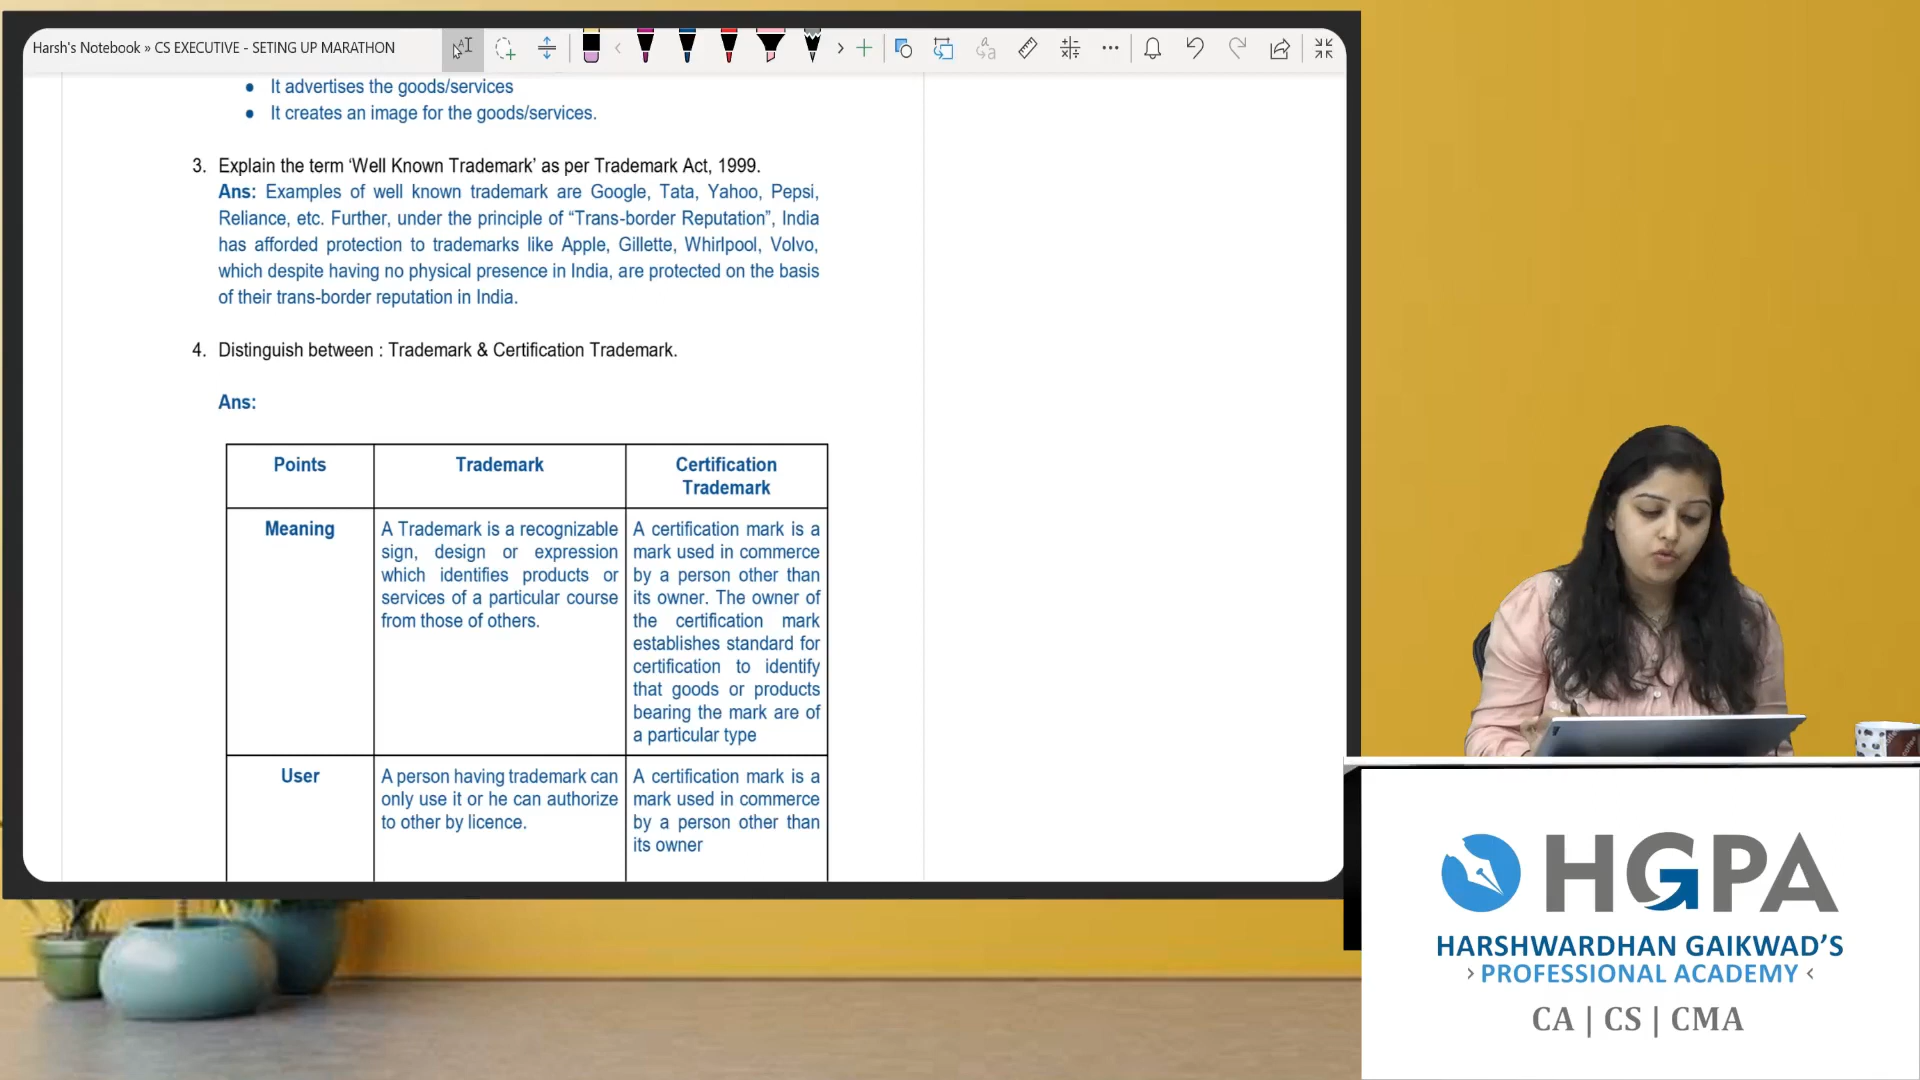 Harsh's Notebook » CS EXECUTIVE - SETING UP MARATHON
• It advertises the goods/services
• It creates an image for the goods/services.
3. Explain the term ‘Well Known Trademark’ as per Trademark Act, 1999.
Ans: Examples of well known trademark are Google, Tata, Yahoo, Pepsi,
Reliance, etc. Further, under the principle of “Trans-border Reputation”, India
has afforded protection to trademarks like Apple, Gillette, Whirlpool, Volvo,
which despite having no physical presence in India, are protected on the basis
of their trans-border reputation in India.
4. Distinguish between : Trademark & Certification Trademark.
Ans:
Points
Trademark
Certification
Trademark
Meaning
A Trademark is a recognizable
sign, design or expression
which identifies products or
services of a particular course
from those of others.
A certification mark is a
mark used in commerce
by a person other than
its owner. The owner of
the certification mark
establishes standard for
certification to identify
that goods or products
bearing the mark are of
a particular type
User
A person having trademark can
only use it or he can authorize
to other by licence.
A certification mark is a
mark used in commerce
by a person other than
its owner
HGPA
HARSHWARDHAN GAIKWAD’S
› PROFESSIONAL ACADEMY ‹
CA | CS | CMA